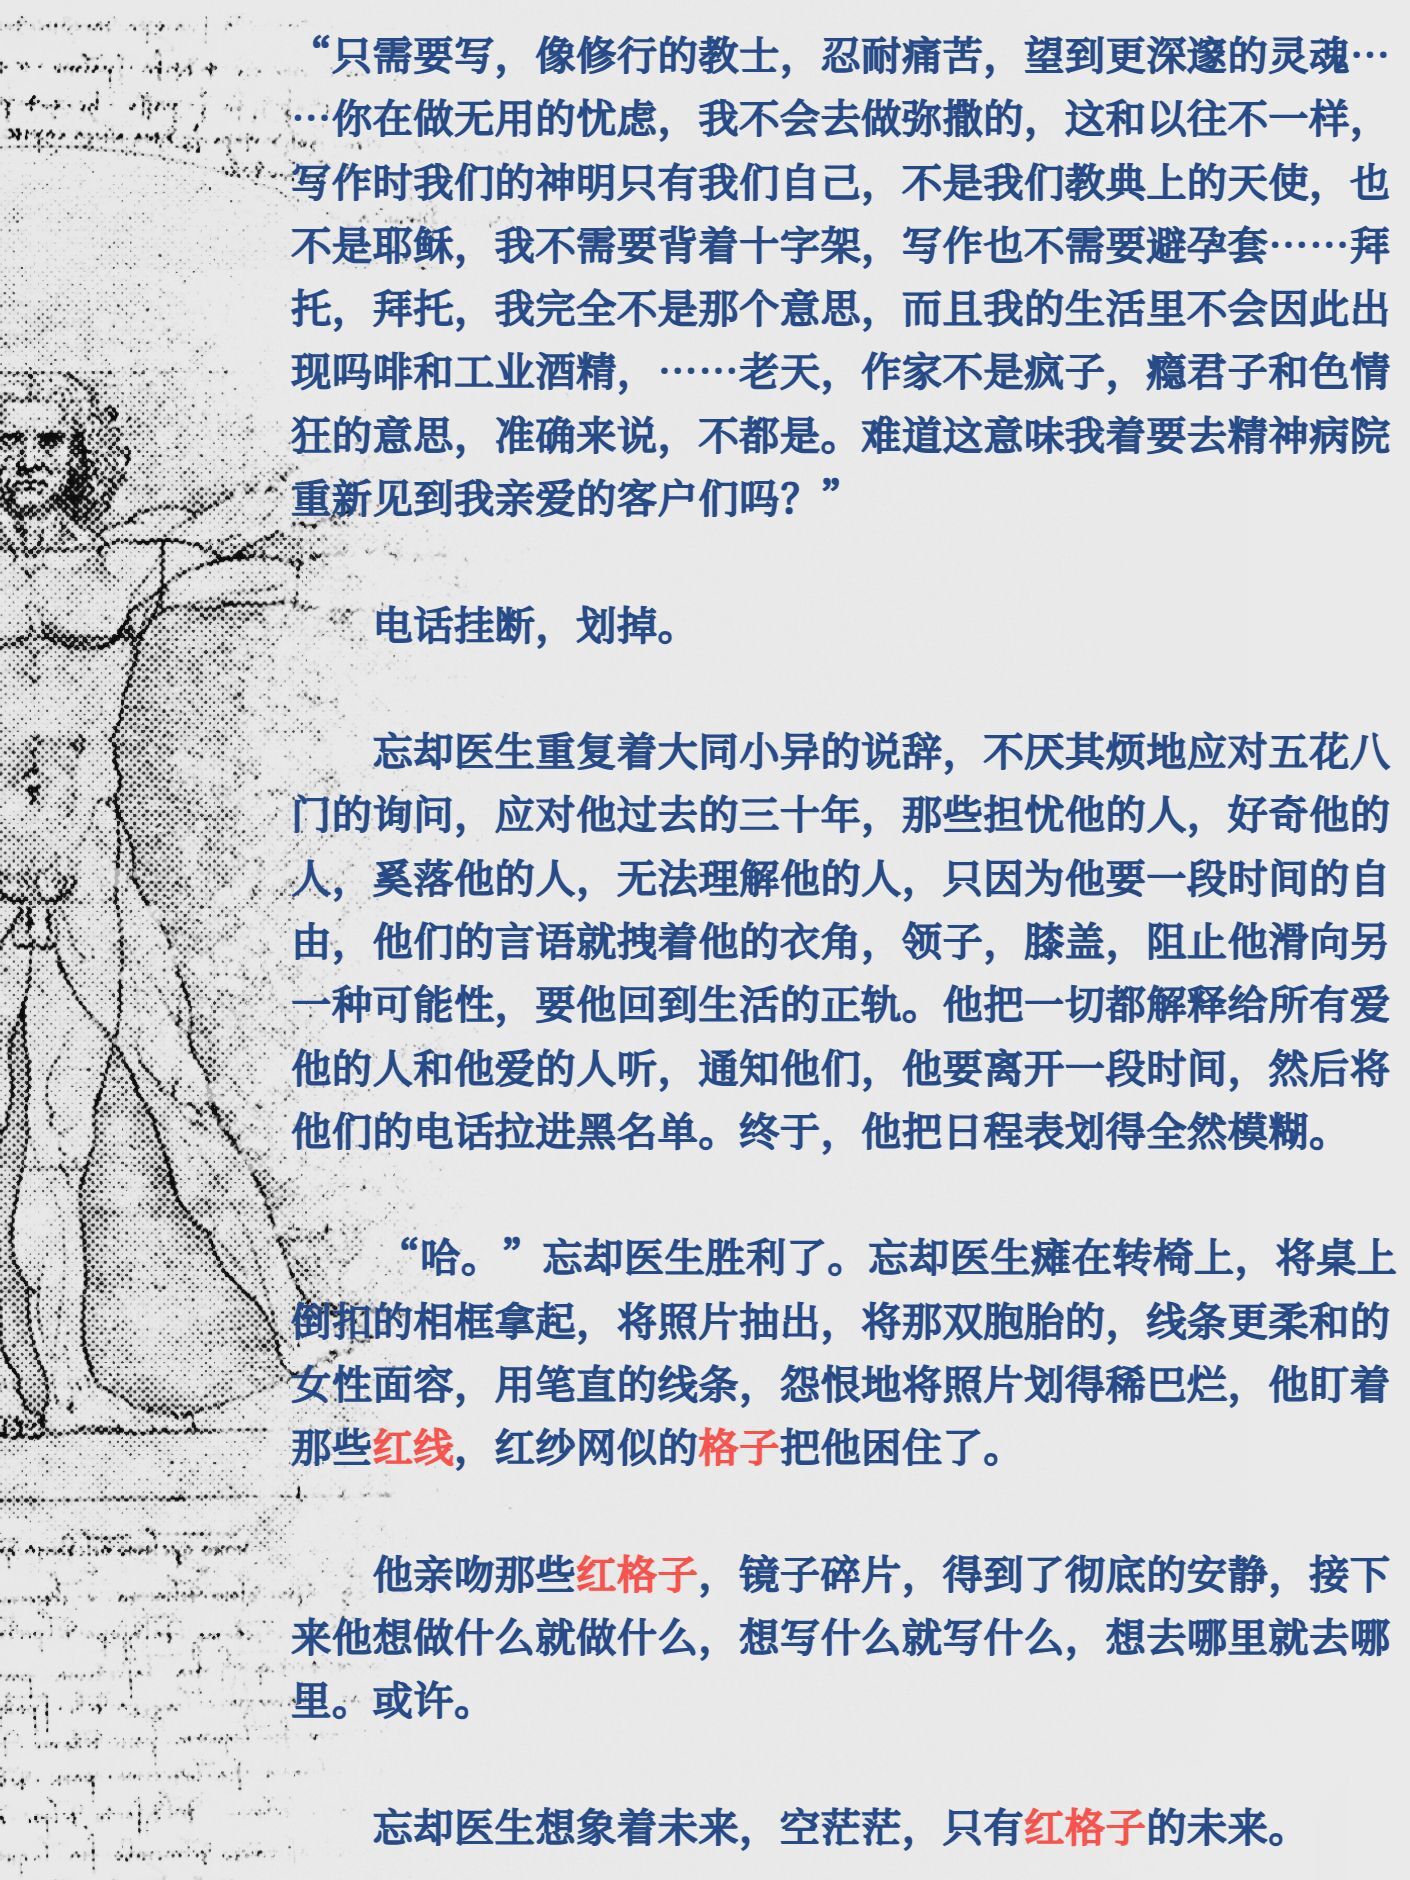 “只需要写，像修行的教士，忍耐痛苦，望到更深邃的灵魂…
…你在做无用的忧虑，我不会去做弥撒的，这和以往不一样，
写作时我们的神明只有我们自己，不是我们教典上的天使，也
不是耶稣，我不需要背着十字架，写作也不需要避孕套……拜
托，拜托，我完全不是那个意思，而且我的生活里不会因此出
现吗啡和工业酒精，……老天，作家不是疯子，瘾君子和色情
狂的意思，准确来说，不都是。难道这意味我着要去精神病院
重新见到我亲爱的客户们吗？”
电话挂断，划掉。
忘却医生重复着大同小异的说辞，不厌其烦地应对五花八
门的询问，应对他过去的三十年，那些担忧他的人，好奇他的
人，奚落他的人，无法理解他的人，只因为他要一段时间的自
由，他们的言语就拽着他的衣角，领子，膝盖，阻止他滑向另
一种可能性，要他回到生活的正轨。他把一切都解释给所有爱
他的人和他爱的人听，通知他们，他要离开一段时间，然后将
他们的电话拉进黑名单。终于，他把日程表划得全然模糊。
“哈。”忘却医生胜利了。忘却医生瘫在转椅上，将桌上
倒扣的相框拿起，将照片抽出，将那双胞胎的，线条更柔和的
女性面容，用笔直的线条，怨恨地将照片划得稀巴烂，他盯着
那些红线，红纱网似的格子把他困住了。
他亲吻那些红格子，镜子碎片，得到了彻底的安静，接下
来他想做什么就做什么，想写什么就写什么，想去哪里就去哪
里。或许。
忘却医生想象着未来，空茫茫，只有红格子的未来。